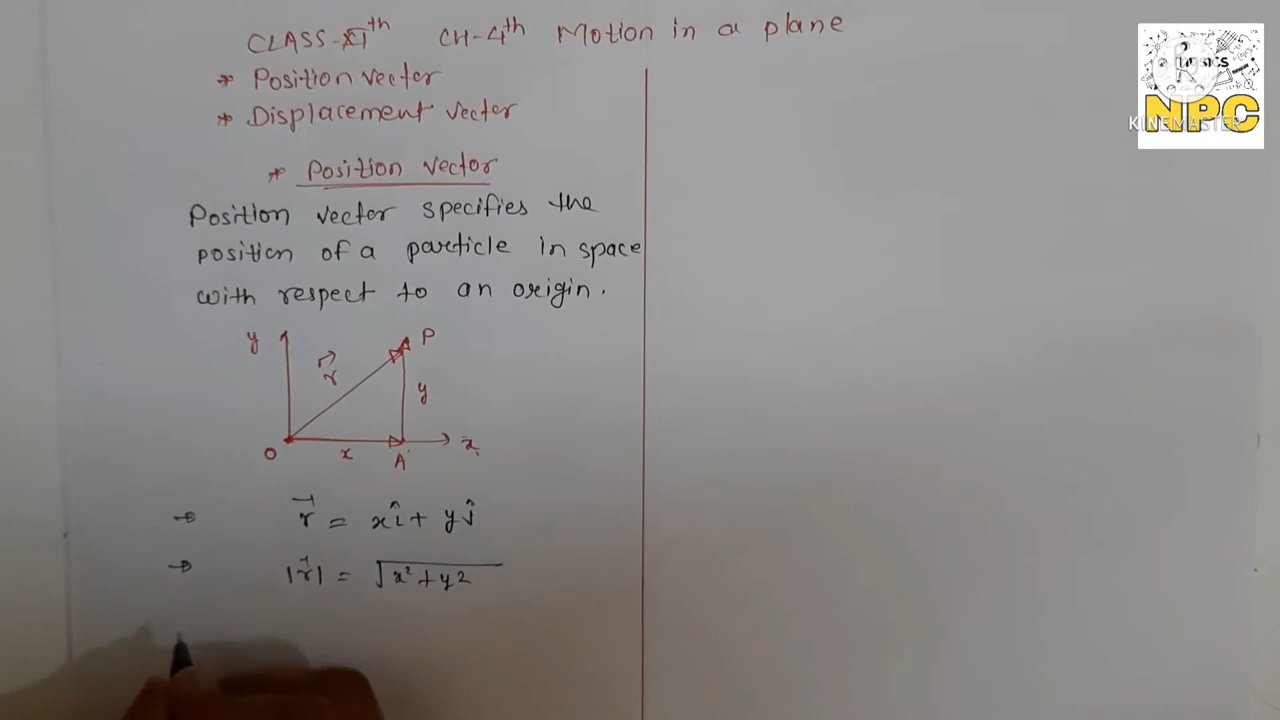 CLASS-XIth CH-4th Motion in a plane
* Position vector
* Displacement vector
* Position vector
Position vector specifies the
position of a particle in space
with respect to an origin.
y
P
r⃗
y
O
x
A
x
⇒ r⃗ = xî + yĵ
⇒ |r⃗| = √x²+y2
NPC
KINEMASTER